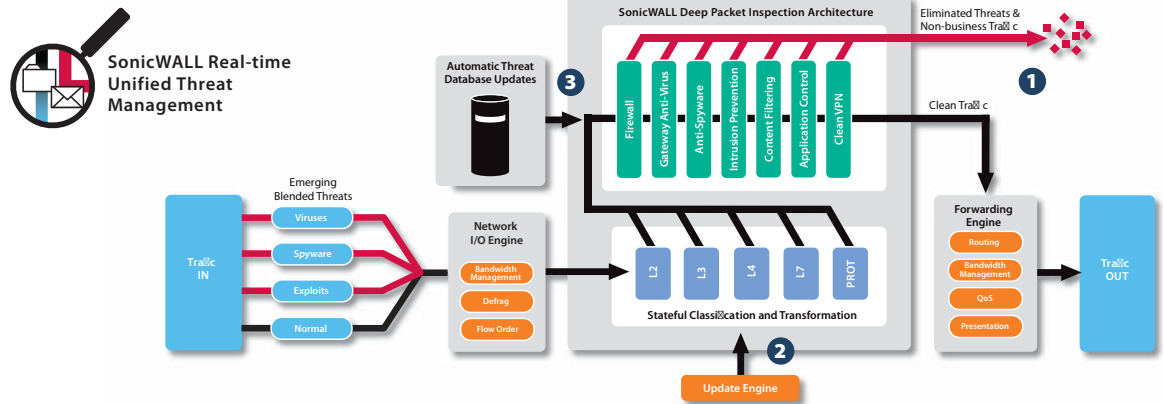 SonicWALL Real-time
Unified Threat
Management
SonicWALL Deep Packet Inspection Architecture
Eliminated Threats &
Non-business Tra c
1
Automatic Threat
Database Updates
3
Firewall
Gateway Anti-Virus
Anti-Spyware
Intrusion Prevention
Content Filtering
Application Control
Clean VPN
Clean Tra c
Emerging
Blended Threats
Tra c
IN
Viruses
Spyware
Exploits
Normal
Network
I/O Engine
Bandwidth
Management
Defrag
Flow Order
L2
L3
L4
L7
PROT
Stateful Classi cation and Transformation
2
Update Engine
Forwarding
Engine
Routing
Bandwidth
Management
QoS
Presentation
Tra c
OUT